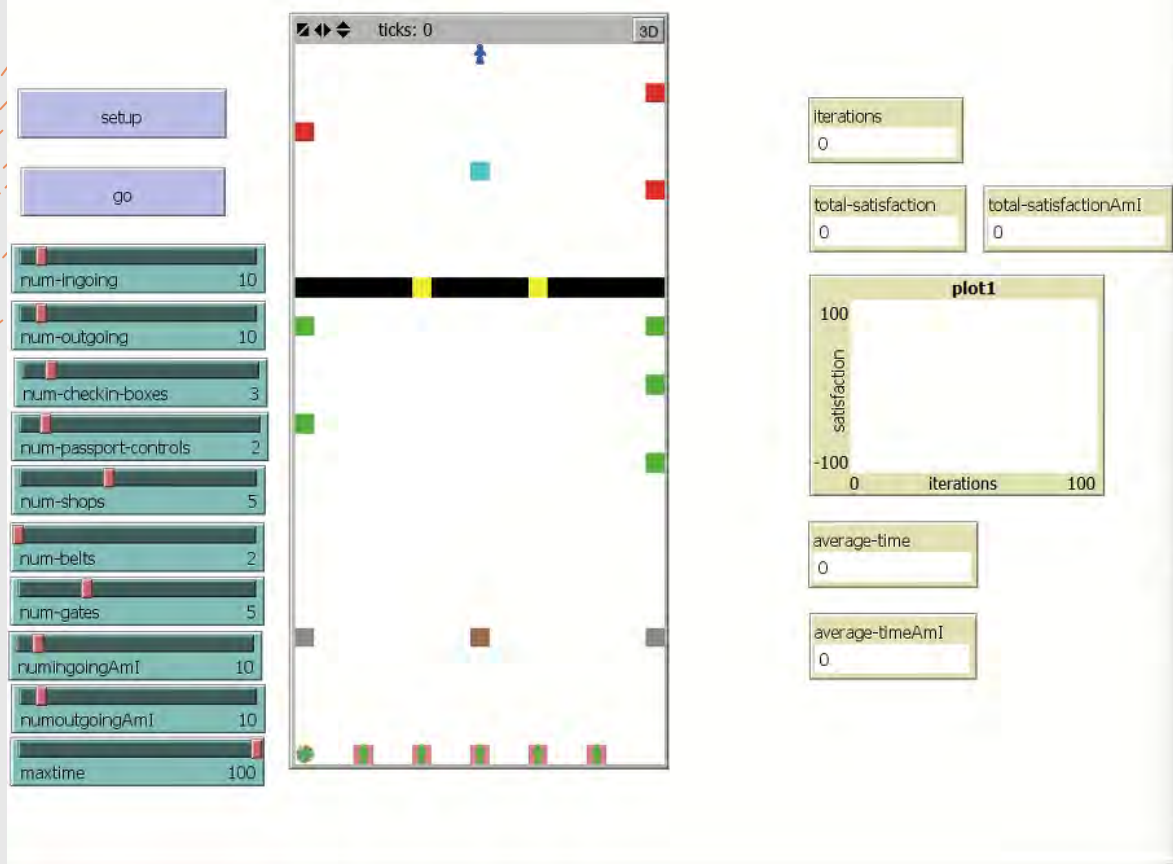 ticks: 0
3D
setup
go
num-ingoing 10
num-outgoing 10
num-checkin-boxes 3
num-passport-controls 2
num-shops 5
num-belts 2
num-gates 5
numingoingAmI 10
numoutgoingAmI 10
maxtime 100
iterations
0
total-satisfaction
0
total-satisfactionAmI
0
plot1
100
satisfaction
-100
0 iterations 100
average-time
0
average-timeAmI
0